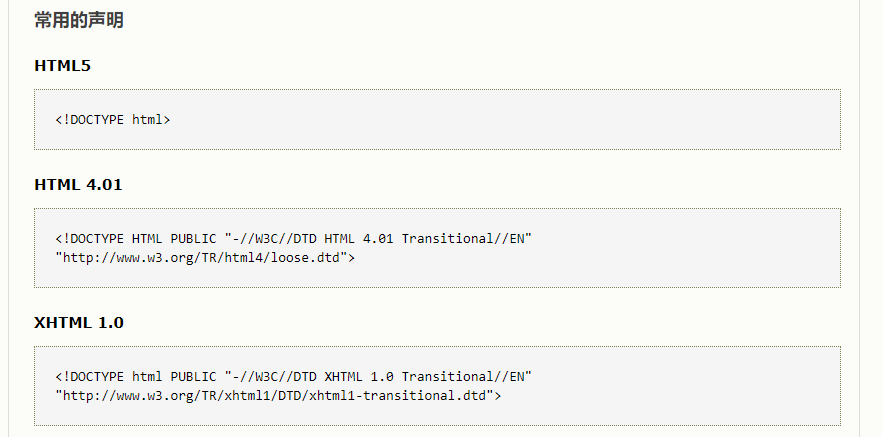 常用的声明
HTML5
<!DOCTYPE html>
HTML 4.01
<!DOCTYPE HTML PUBLIC "-//W3C//DTD HTML 4.01 Transitional//EN"
"http://www.w3.org/TR/html4/loose.dtd">
XHTML 1.0
<!DOCTYPE html PUBLIC "-//W3C//DTD XHTML 1.0 Transitional//EN"
"http://www.w3.org/TR/xhtml1/DTD/xhtml1-transitional.dtd">